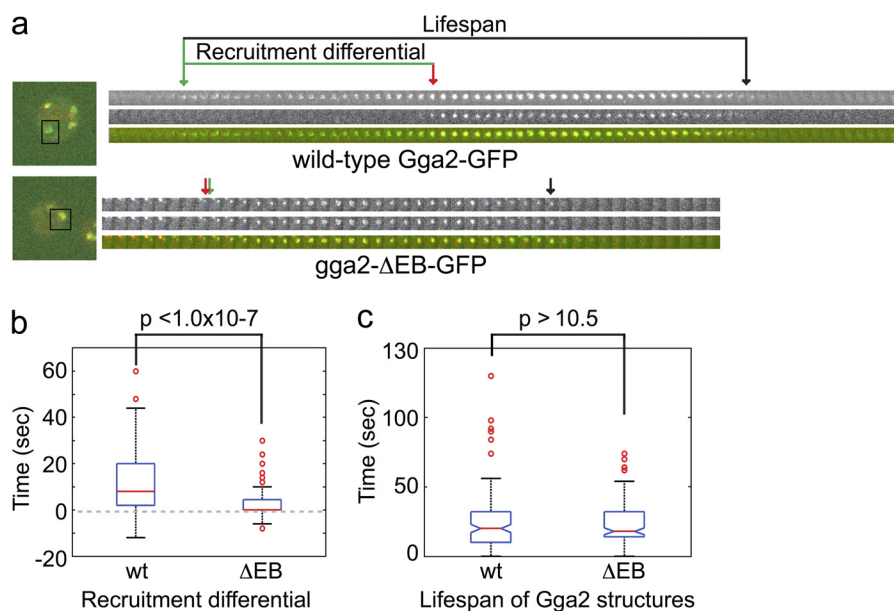 a
Lifespan
Recruitment differential
wild-type Gga2-GFP
gga2-ΔEB-GFP
b
p <1.0x10-7
Time (sec)
60
40
20
0
-20
wt
ΔEB
Recruitment differential
c
p > 10.5
Time (sec)
130
100
50
0
wt
ΔEB
Lifespan of Gga2 structures